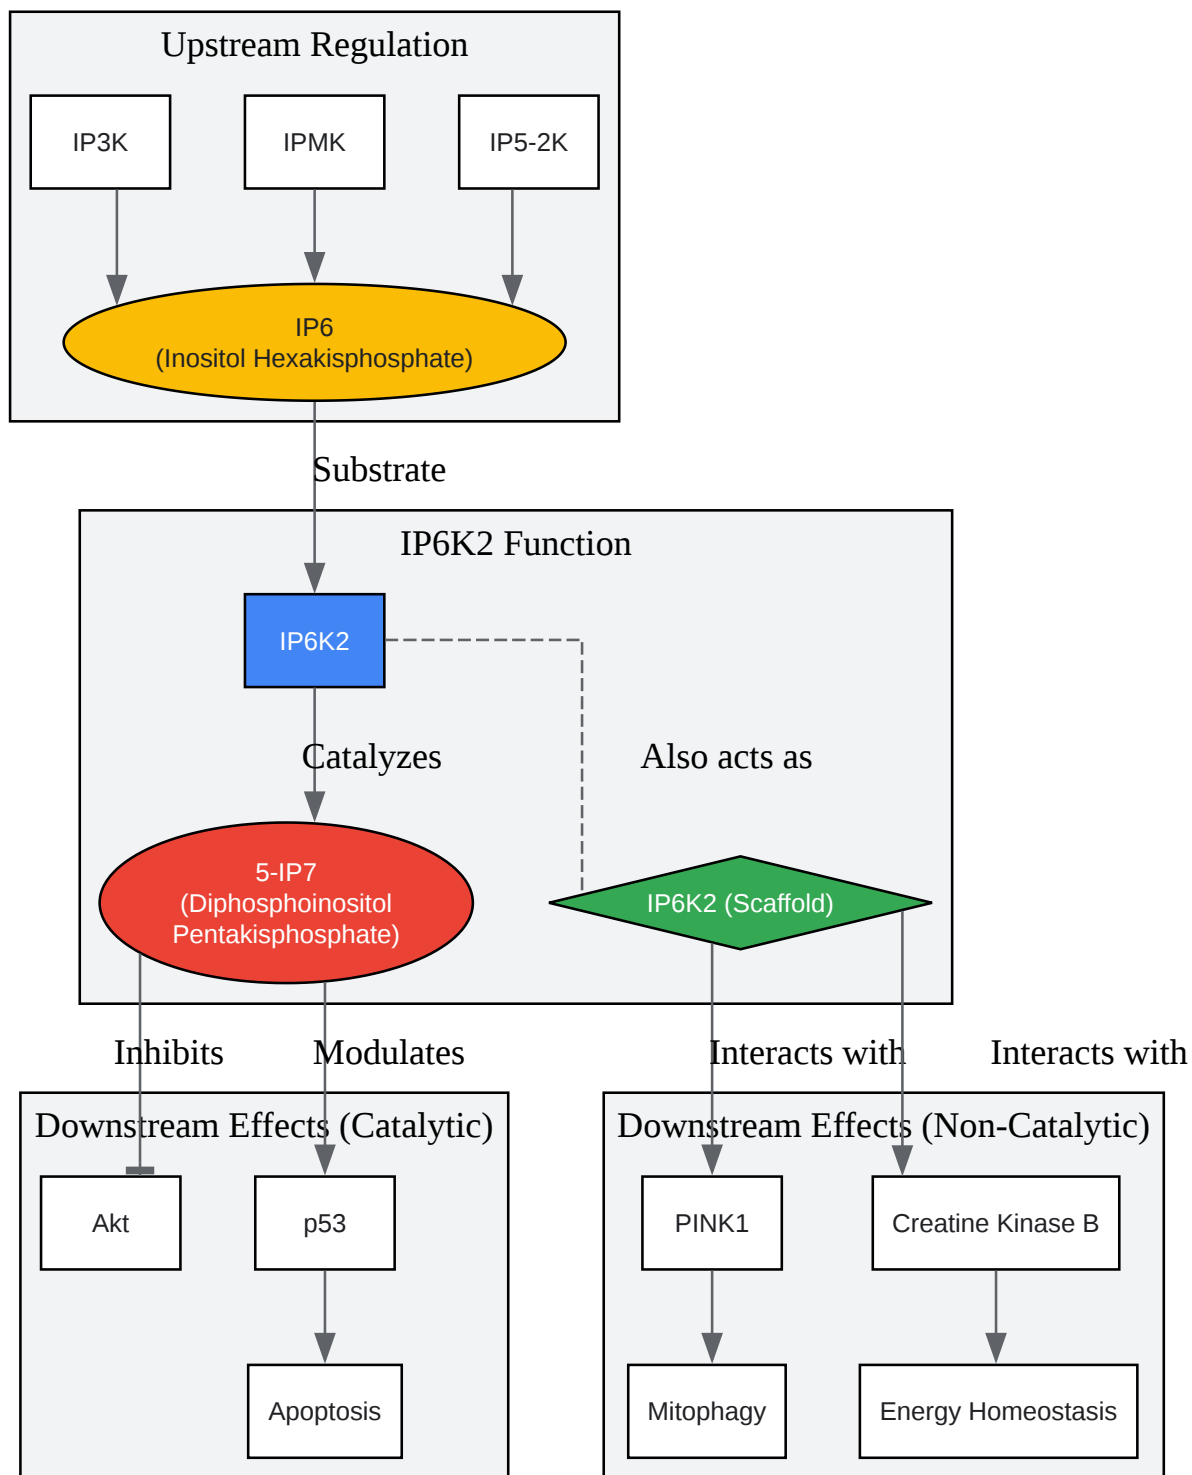 Upstream Regulation
IP3K
IPMK
IP5-2K
IP6
(Inositol Hexakisphosphate)
Substrate
IP6K2 Function
IP6K2
Catalyzes
Also acts as
5-IP7
(Diphosphoinositol
Pentakisphosphate)
IP6K2 (Scaffold)
Inhibits
Modulates
Interacts with
Interacts with
Downstream Effects (Catalytic)
Downstream Effects (Non-Catalytic)
Akt
p53
PINK1
Creatine Kinase B
Apoptosis
Mitophagy
Energy Homeostasis